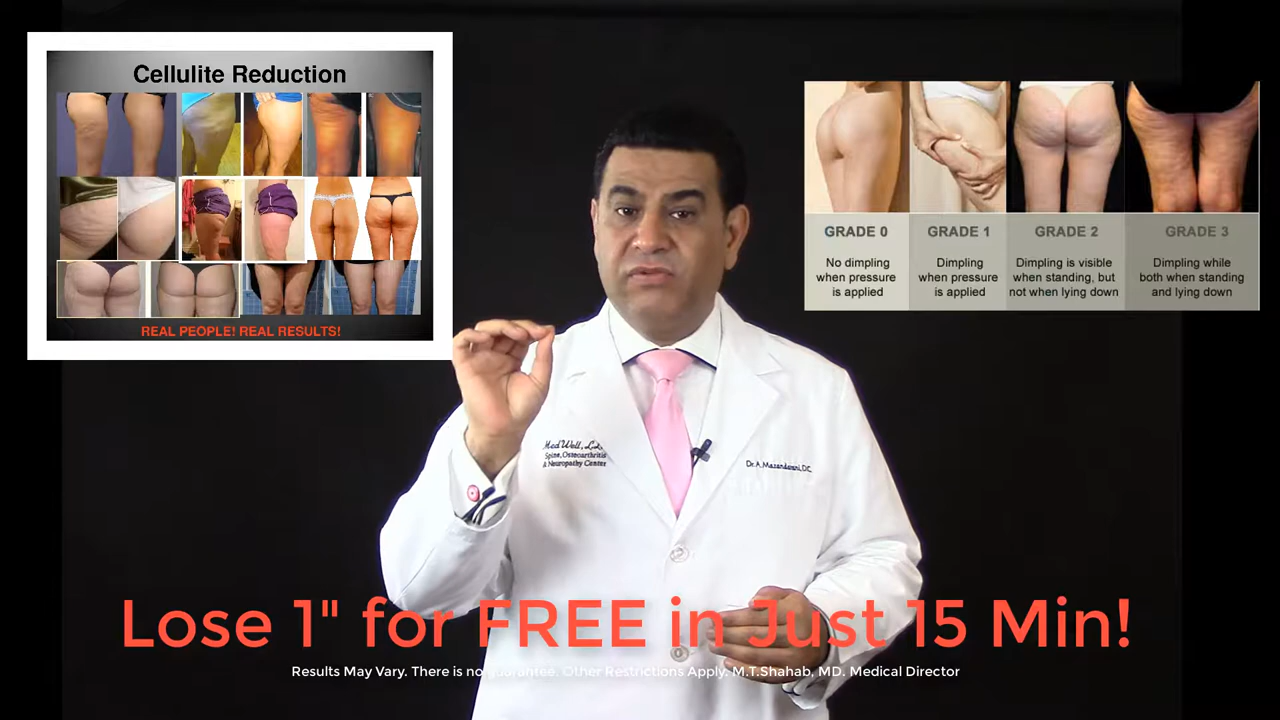 Cellulite Reduction
REAL PEOPLE! REAL RESULTS!
GRADE 0
No dimpling
when pressure
is applied
GRADE 1
Dimpling
when pressure
is applied
GRADE 2
Dimpling is visible
when standing, but
not when lying down
GRADE 3
Dimpling while
both when standing
and lying down
MedWell,
Spine, Osteoarthritis
& Neuropathy Center
Dr. A. Mazandarani, DC.
Lose 1" for FREE in Just 15 Min!
Results May Vary. There is no guarantee. Other Restrictions Apply. M.T.Shahab, MD. Medical Director